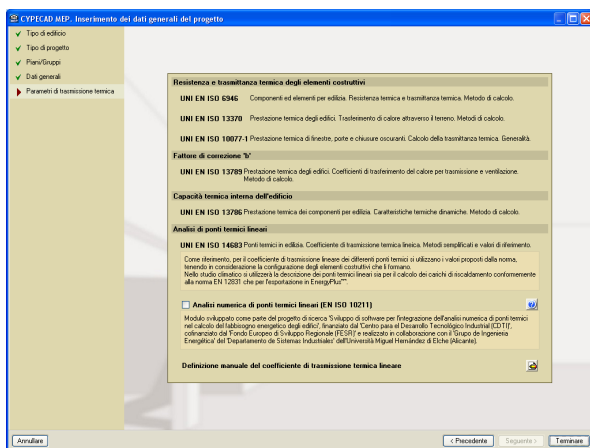 CYPECAD MEP. Inserimento dei dati generali del progetto
Tipo di edificio
Tipo di progetto
Piani/Gruppi
Dati generali
Parametri di trasmissione termica
Resistenza e trasmittanza termica degli elementi costruttivi
UNI EN ISO 6946 Componenti ed elementi per edilizia. Resistenza termica e trasmittanza termica. Metodo di calcolo.
UNI EN ISO 13370 Prestazione termica degli edifici. Trasferimento di calore attraverso il terreno. Metodi di calcolo.
UNI EN ISO 10077-1 Prestazione termica di finestre, porte e chiusure oscuranti. Calcolo della trasmittanza termica. Generalità.
Fattore di correzione 'b'
UNI EN ISO 13789 Prestazione termica degli edifici. Coefficienti di trasferimento del calore per trasmissione e ventilazione.
Metodo di calcolo.
Capacità termica interna dell'edificio
UNI EN ISO 13786 Prestazione termica dei componenti per edilizia. Caratteristiche termiche dinamiche. Metodo di calcolo.
Analisi di ponti termici lineari
UNI EN ISO 14683 Ponti termici in edilizia. Coefficiente di trasmissione termica lineica. Metodi semplificati e valori di riferimento.
Come riferimento, per il coefficiente di trasmissione lineare dei differenti ponti termici si utilizzano i valori proposti dalla norma,
tenendo in considerazione la configurazione degli elementi costruttivi che li formano.
Nello studio climatico si utilizzerà la descizione dei ponti termici lineari sia per il calcolo dei carichi di riscaldamento conformemente
alla norma EN 12831 che per l'esportazione in EnergyPlus™.
Analisi numerica di ponti termici lineari (EN ISO 10211)
Modulo sviluppato come parte del progetto di ricerca 'Sviluppo di software per l'integrazione dell'analisi numerica di ponti termici
nel calcolo del fabbisogno energetico degli edifici', finanziato dal 'Centro para el Desarrollo Tecnológico Industrial (CDTI)',
cofinanziato dal 'Fondo Europeo di Sviluppo Regionale (FESR)' e realizzato in collaborazione con il 'Grupo de Ingeniería
Energética' del 'Departamento de Sistemas Industriales' dell'Università Miguel Hernández di Elche (Alicante).
Definizione manuale del coefficiente di trasmissione termica lineare
Annullare
< Precedente
Seguente >
Terminare